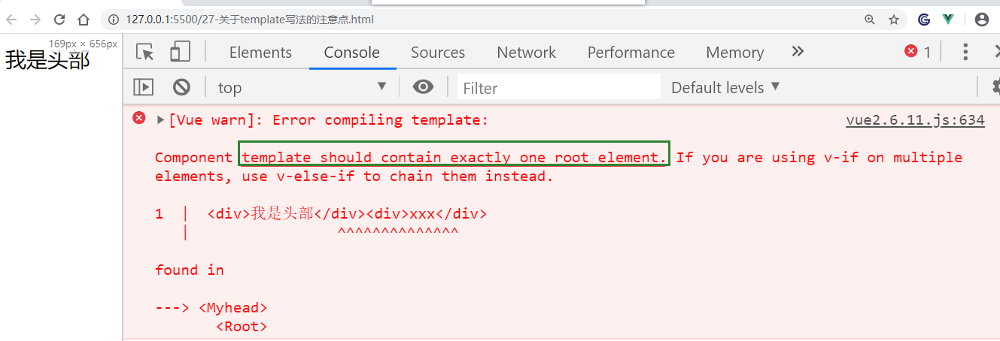 127.0.0.1:5500/27-关于template写法的注意点.html
169px × 656px
我是头部
Elements Console Sources Network Performance Memory » 1
top Filter Default levels ▼
[Vue warn]: Error compiling template: vue2.6.11.js:634
Component template should contain exactly one root element. If you are using v-if on multiple
elements, use v-else-if to chain them instead.
1 | <div>我是头部</div><div>xxx</div>
| ^^^^^^^^^^^^^^
found in
---> <Myhead>
<Root>